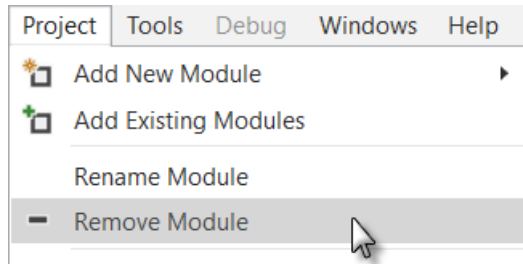 Project Tools Debug Windows Help
Add New Module
Add Existing Modules
Rename Module
Remove Module